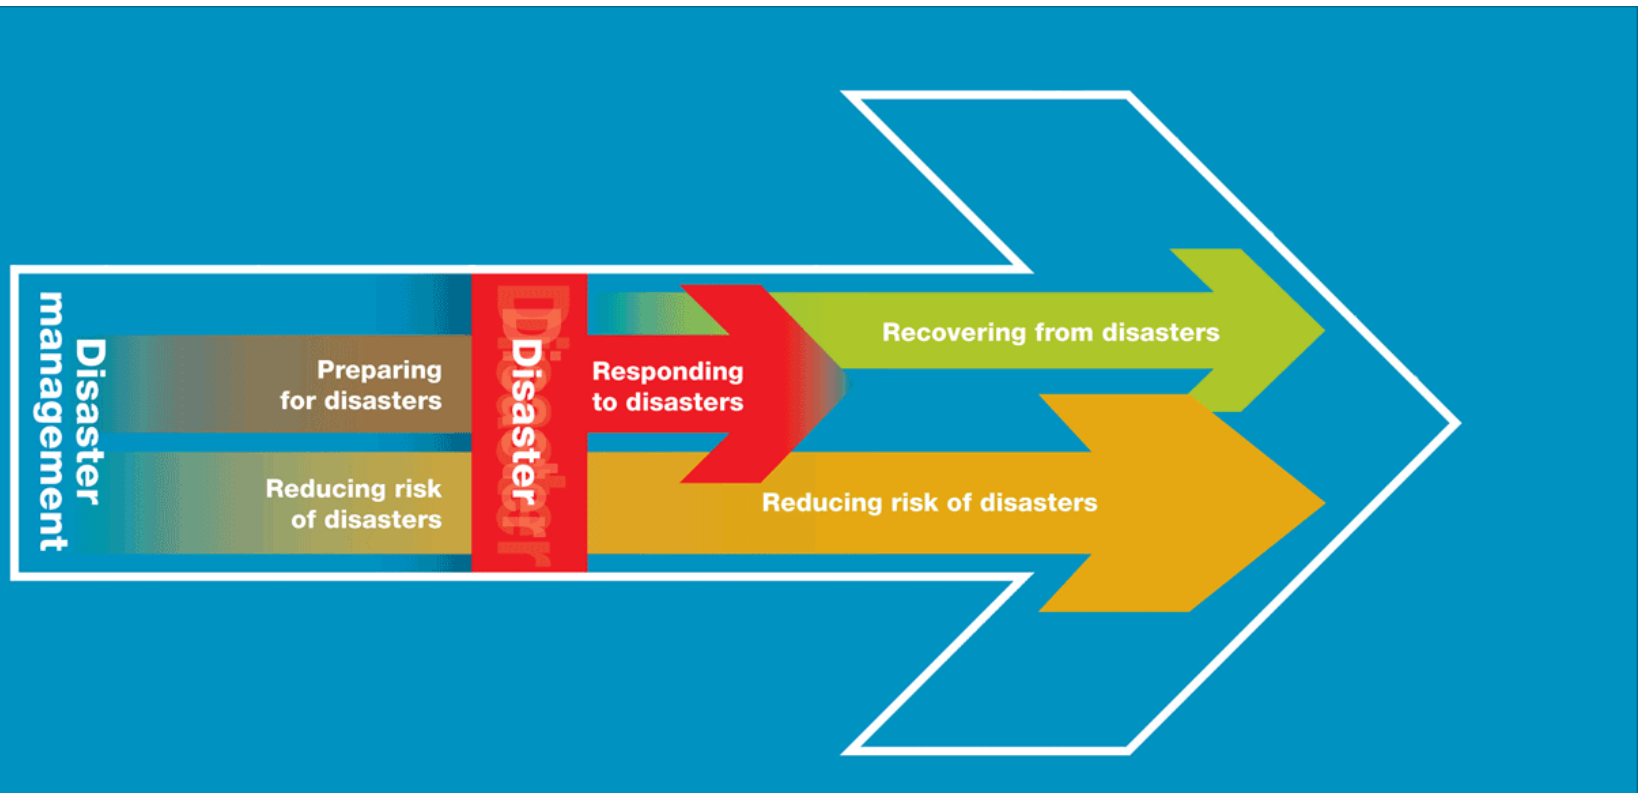 Disaster
management
Preparing
for disasters
Reducing risk
of disasters
Disaster
Responding
to disasters
Recovering from disasters
Reducing risk of disasters